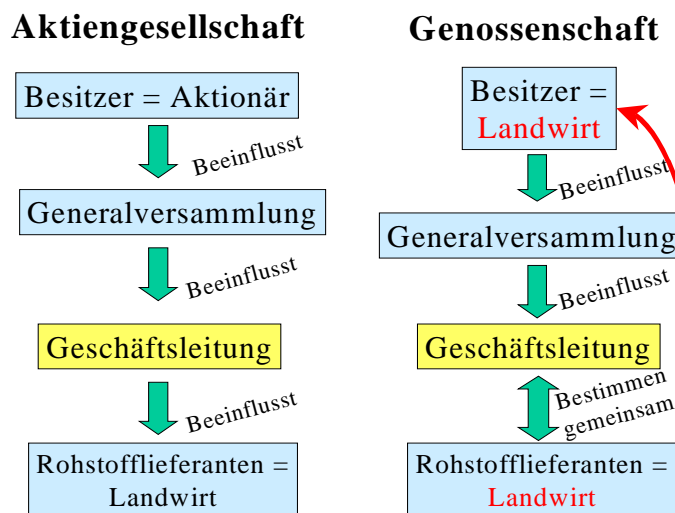 Aktiengesellschaft
Besitzer = Aktionär
Beeinflusst
Generalversammlung
Beeinflusst
Geschäftsleitung
Beeinflusst
Rohstofflieferanten =
Landwirt
Genossenschaft
Besitzer =
Landwirt
Beeinflusst
Generalversammlung
Beeinflusst
Geschäftsleitung
Bestimmen
gemeinsam
Rohstofflieferanten =
Landwirt